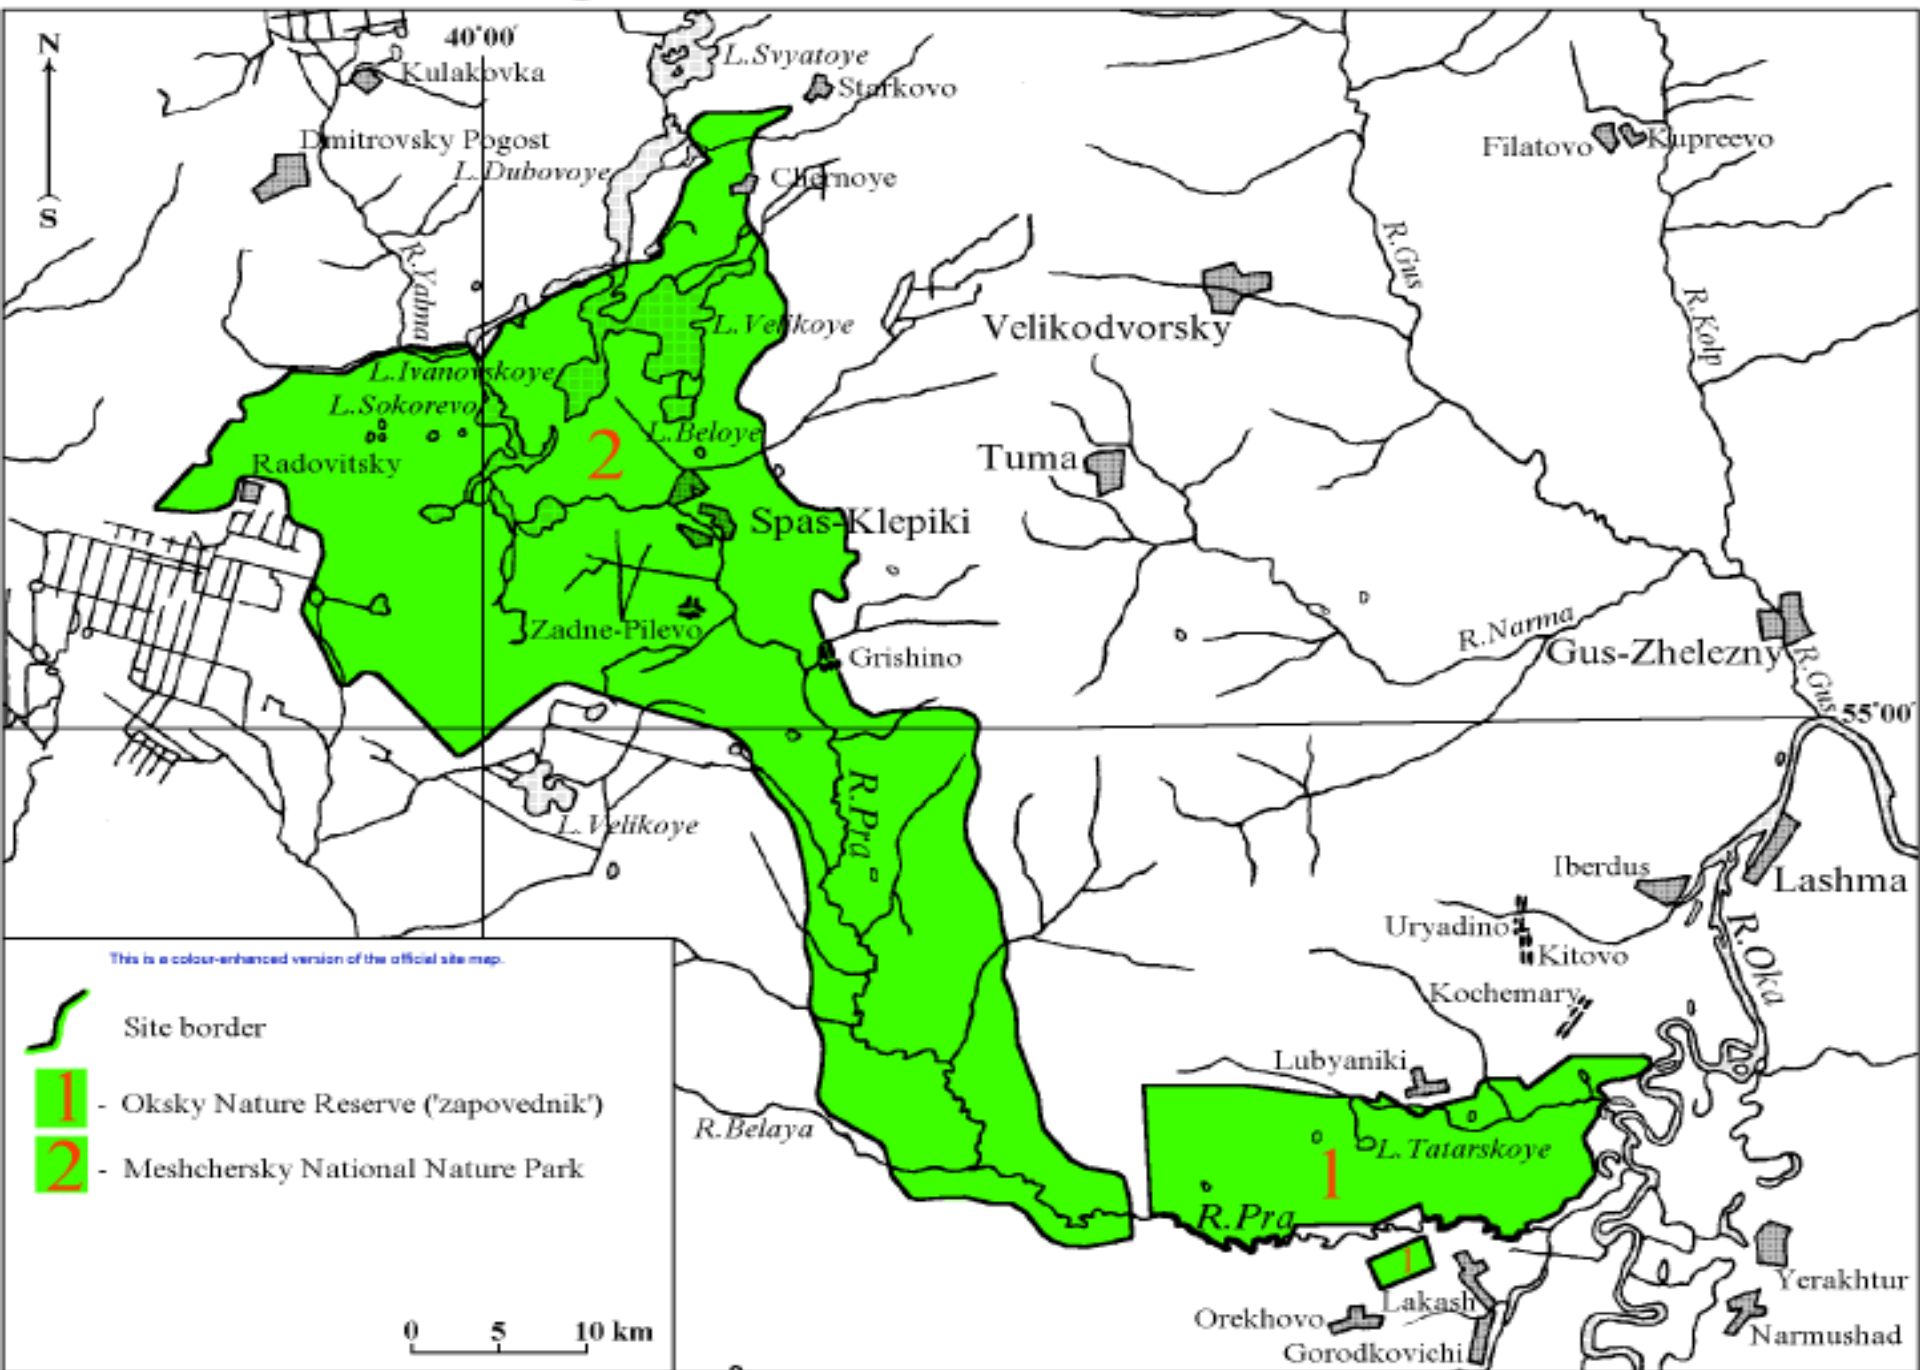 N
40°00'
L.Svyatoye
Kulakovka
Starkovo
Dmitrovsky Pogost
Filatovo
Kupreevo
L.Dubovoye
Chernoye
S
R.Gus
R.Yalma
R.Kolp
L.Velikoye
Velikodvorsky
L.Ivanovskoye
L.Sokorevo
L.Beloye
2
Radovitsky
Tuma
Spas-Klepiki
Zadne-Pilevo
R.Narma
Grishino
Gus-Zhelezny
R.Gus
55°00'
R.Pra
L.Velikoye
Iberdus
Lashma
Uryadino
R.Oka
Kitovo
This is a colour-enhanced version of the official site map.
Kochemary
Site border
Lubyaniki
1 - Oksky Nature Reserve ('zapovednik')
R.Belaya
L.Tatarskoye
2 - Meshchersky National Nature Park
1
R.Pra
1
Yerakhtur
Lakash
Orekhovo
0 5 10 km
Narmushad
Gorodkovichi